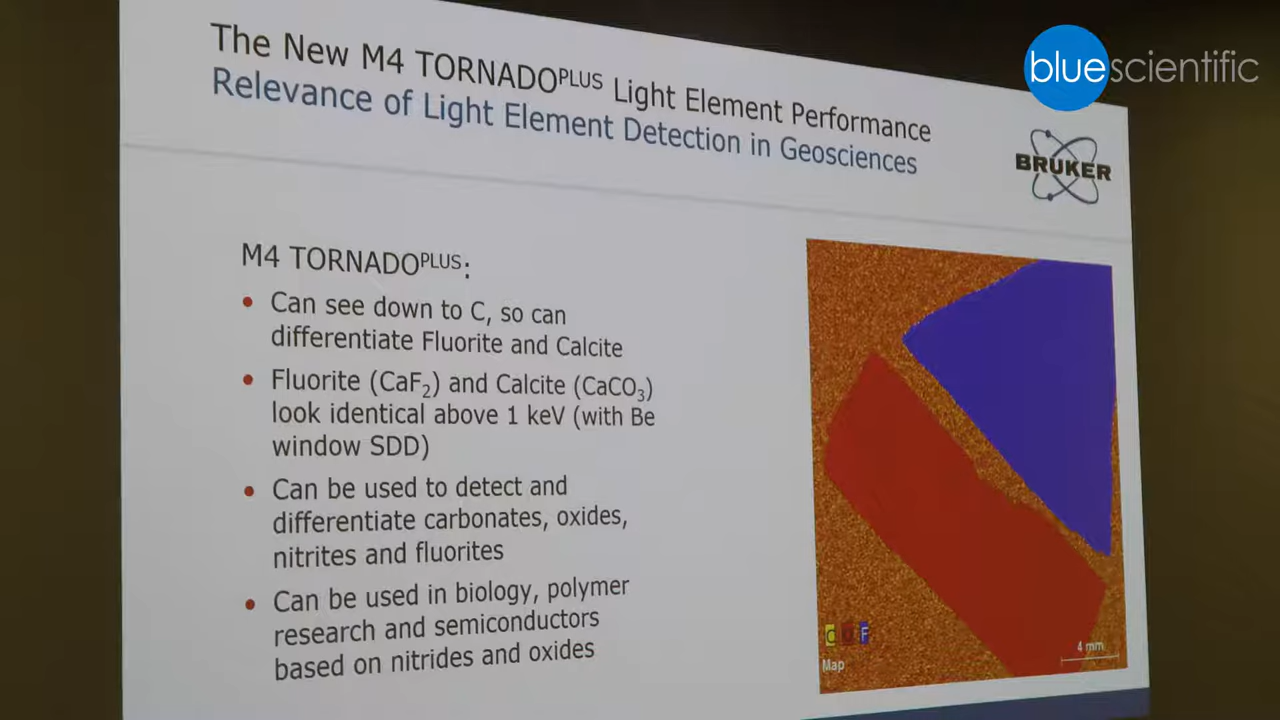 bluescientific
The New M4 TORNADOPLUS Light Element Performance
Relevance of Light Element Detection in Geosciences
BRUKER
M4 TORNADOPLUS:
• Can see down to C, so can
differentiate Fluorite and Calcite
• Fluorite (CaF2) and Calcite (CaCO3)
look identical above 1 keV (with Be
window SDD)
• Can be used to detect and
differentiate carbonates, oxides,
nitrites and fluorites
• Can be used in biology, polymer
research and semiconductors
based on nitrides and oxides
C O F
Map
4 mm